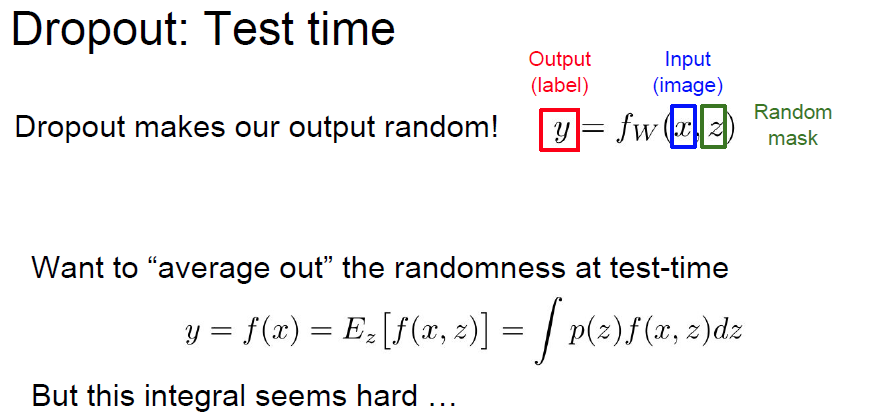 Dropout: Test time
Output
(label)
Input
(image)
Dropout makes our output random!
y = f_W(x, z)
Random
mask
Want to “average out” the randomness at test-time
y = f(x) = E_z[f(x, z)] = ∫ p(z)f(x, z)dz
But this integral seems hard …